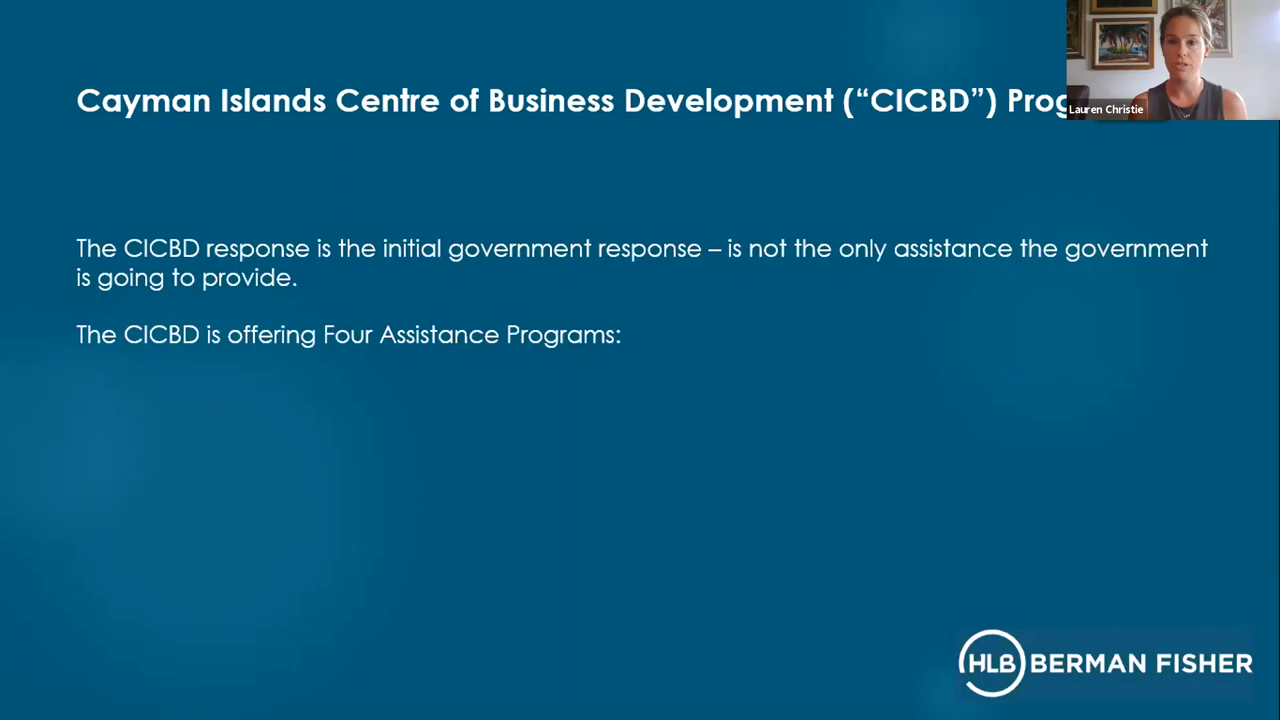 Cayman Islands Centre of Business Development (“CICBD”) Prog
Lauren Christie
The CICBD response is the initial government response – is not the only assistance the government
is going to provide.
The CICBD is offering Four Assistance Programs:
HLB BERMAN FISHER